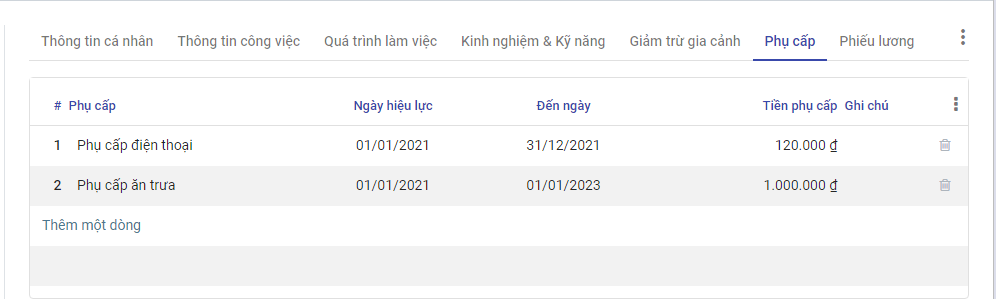 Thông tin cá nhân Thông tin công việc Quá trình làm việc Kinh nghiệm & Kỹ năng Giảm trừ gia cảnh Phụ cấp Phiếu lương
# Phụ cấp Ngày hiệu lực Đến ngày Tiền phụ cấp Ghi chú
1 Phụ cấp điện thoại 01/01/2021 31/12/2021 120.000 ₫
2 Phụ cấp ăn trưa 01/01/2021 01/01/2023 1.000.000 ₫
Thêm một dòng